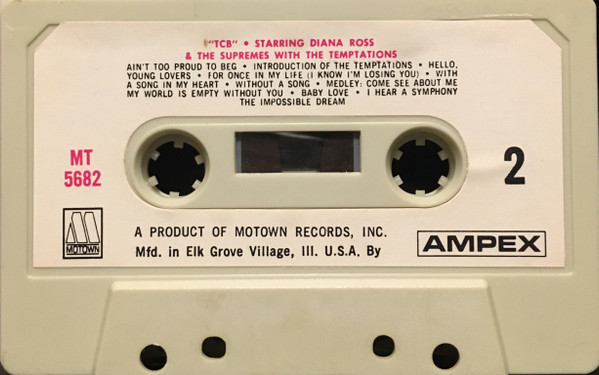 "TCB" • STARRING DIANA ROSS
& THE SUPREMES WITH THE TEMPTATIONS
AIN'T TOO PROUD TO BEG • INTRODUCTION OF THE TEMPTATIONS • HELLO,
YOUNG LOVERS • FOR ONCE IN MY LIFE (I KNOW I'M LOSING YOU) • WITH
A SONG IN MY HEART • WITHOUT A SONG • MEDLEY: COME SEE ABOUT ME
MY WORLD IS EMPTY WITHOUT YOU • BABY LOVE • I HEAR A SYMPHONY
THE IMPOSSIBLE DREAM
MT
5682
2
MOTOWN
A PRODUCT OF MOTOWN RECORDS, INC.
Mfd. in Elk Grove Village, Ill. U.S.A. By
AMPEX